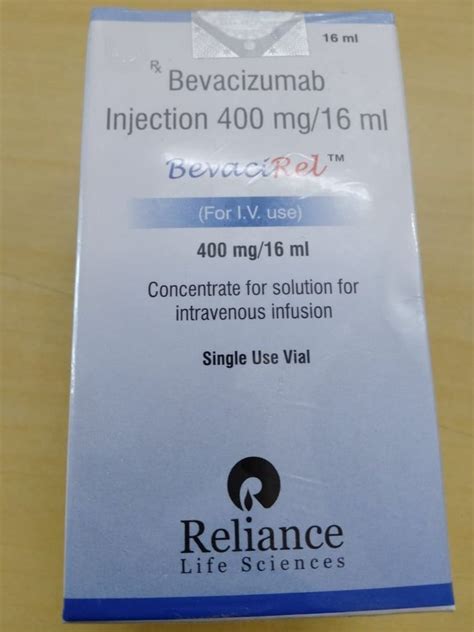 16 ml
Rx Bevacizumab
Injection 400 mg/16 ml
BevaciRel™
(For I.V. use)
400 mg/16 ml
Concentrate for solution for
intravenous infusion
Single Use Vial
Reliance
Life Sciences